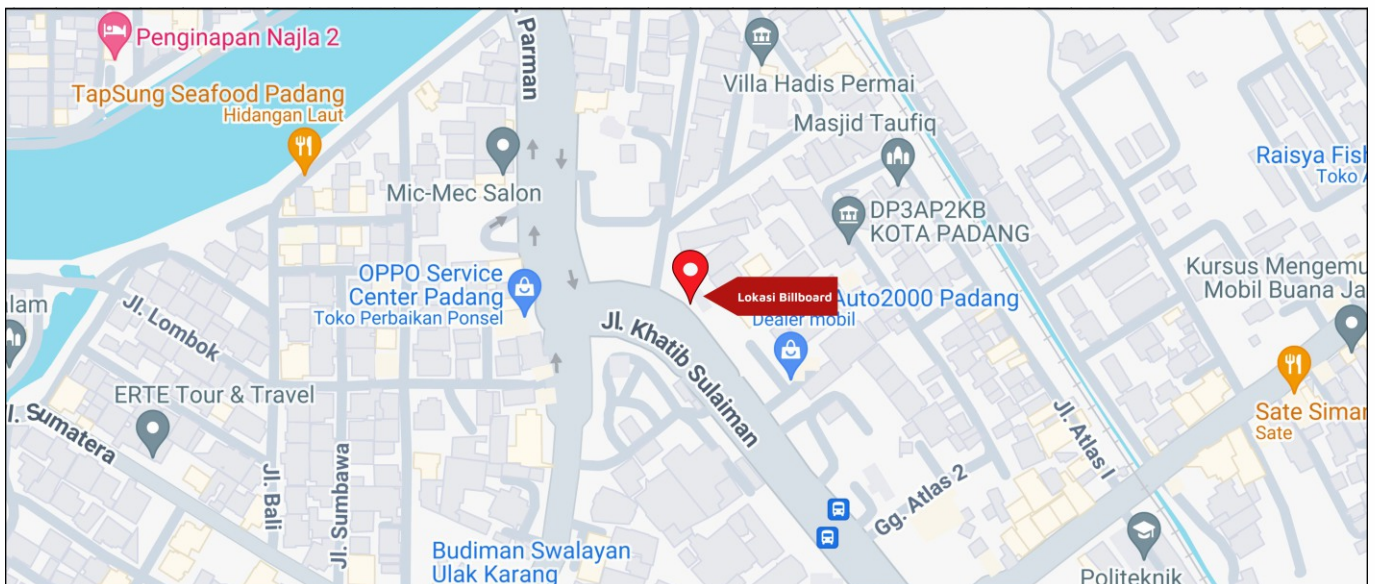 Penginapan Najla 2
TapSung Seafood Padang
Hidangan Laut
Parman
Villa Hadis Permai
Masjid Taufiq
Mic-Mec Salon
Raisya Fish
Toko
DP3AP2KB
KOTA PADANG
OPPO Service
Center Padang
Toko Perbaikan Ponsel
Lokasi Billboard
Auto2000 Padang
Dealer mobil
Kursus Mengemu
Mobil Buana Ja
alam
Jl. Lombok
Jl. Khatib Sulaiman
ERTE Tour & Travel
Jl. Sumatera
Jl. Bali
Jl. Sumbawa
Jl. Atlas I
Gg. Atlas 2
Sate Simar
Sate
Budiman Swalayan
Ulak Karang
Politeknik